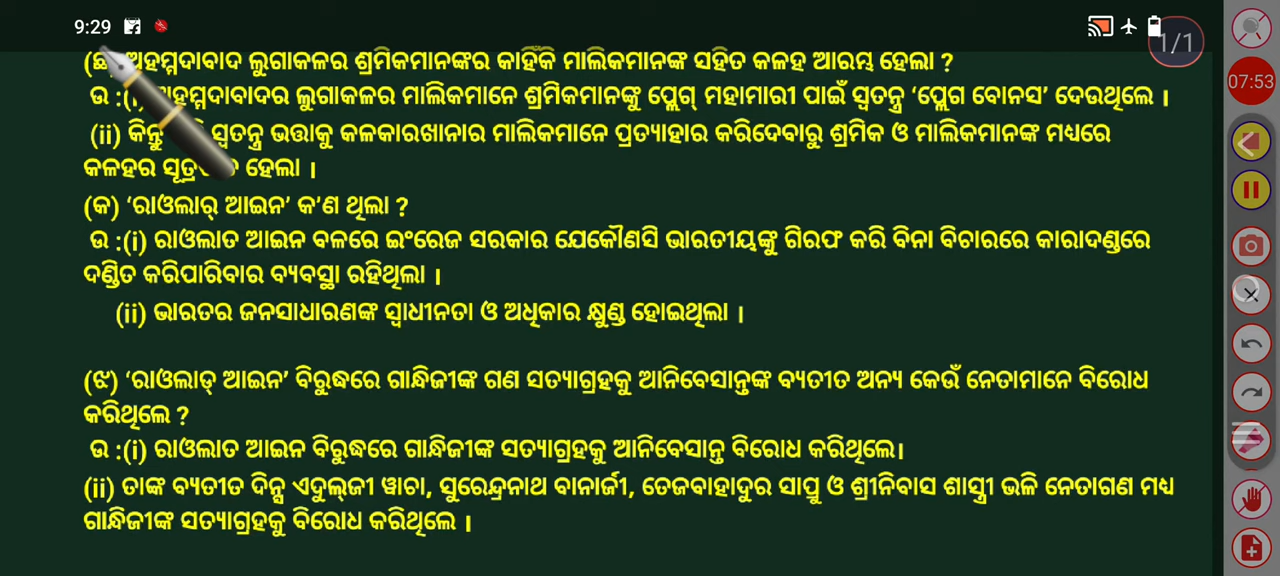 9:29
1/1
07:53
(ଛ) ଅହମ୍ମଦାବାଦ ଲୁଗାକଳର ଶ୍ରମିକମାନଙ୍କର କାହିଁକି ମାଲିକମାନଙ୍କ ସହିତ କଳହ ଆରମ୍ଭ ହେଲା ?
ଉ :(i) ଅହମ୍ମଦାବାଦର ଲୁଗାକଳର ମାଲିକମାନେ ଶ୍ରମିକମାନଙ୍କୁ ପ୍ଲେଗ୍ ମହାମାରୀ ପାଇଁ ସ୍ଵତନ୍ତ୍ର ‘ପ୍ଲେଗ ବୋନସ’ ଦେଉଥିଲେ ।
(ii) କିନ୍ତୁ ସ୍ଵତନ୍ତ୍ର ଭତ୍ତାକୁ କଳକାରଖାନାର ମାଲିକମାନେ ପ୍ରତ୍ୟାହାର କରିଦେବାରୁ ଶ୍ରମିକ ଓ ମାଲିକମାନଙ୍କ ମଧ୍ୟରେ
କଳହର ହେଲା ।
(କ) ‘ରାଓଲାର୍ ଆଇନ’ କ’ଣ ଥିଲା ?
ଉ :(i) ରାଓଲାତ ଆଇନ ବଳରେ ଇଂରେଜ ସରକାର ଯେକୌଣସି ଭାରତୀୟଙ୍କୁ ଗିରଫ କରି ବିନା ବିଚାରରେ କାରାଦଣ୍ଡରେ
ଦଣ୍ଡିତ କରିପାରିବାର ବ୍ୟବସ୍ଥା ରହିଥିଲା ।
(ii) ଭାରତର ଜନସାଧାରଣଙ୍କ ସ୍ଵାଧୀନତା ଓ ଅଧିକାର କ୍ଷୁଣ୍ଣ ହୋଇଥିଲା ।
(ଝ) ‘ରାଓଲାଡ୍ ଆଇନ’ ବିରୁଦ୍ଧରେ ଗାନ୍ଧିଜୀଙ୍କ ଗଣ ସତ୍ୟାଗ୍ରହକୁ ଆନିବେସାନ୍ତଙ୍କ ବ୍ୟତୀତ ଅନ୍ୟ କେଉଁ ନେତାମାନେ ବିରୋଧ
କରିଥିଲେ ?
ଉ :(i) ରାଓଲାତ ଆଇନ ବିରୁଦ୍ଧରେ ଗାନ୍ଧିଜୀଙ୍କ ସତ୍ୟାଗ୍ରହକୁ ଆନିବେସାନ୍ତ ବିରୋଧ କରିଥିଲେ।
(ii) ତାଙ୍କ ବ୍ୟତୀତ ଦିନ୍ସ ଏଦୁଲ୍‌ଜୀ ୱାଚା, ସୁରେନ୍ଦ୍ରନାଥ ବାନାର୍ଜୀ, ତେଜବାହାଦୁର ସାପ୍ରୁ ଓ ଶ୍ରୀନିବାସ ଶାସ୍ତ୍ରୀ ଭଳି ନେତାଗଣ ମଧ୍ୟ
ଗାନ୍ଧିଜୀଙ୍କ ସତ୍ୟାଗ୍ରହକୁ ବିରୋଧ କରିଥିଲେ ।